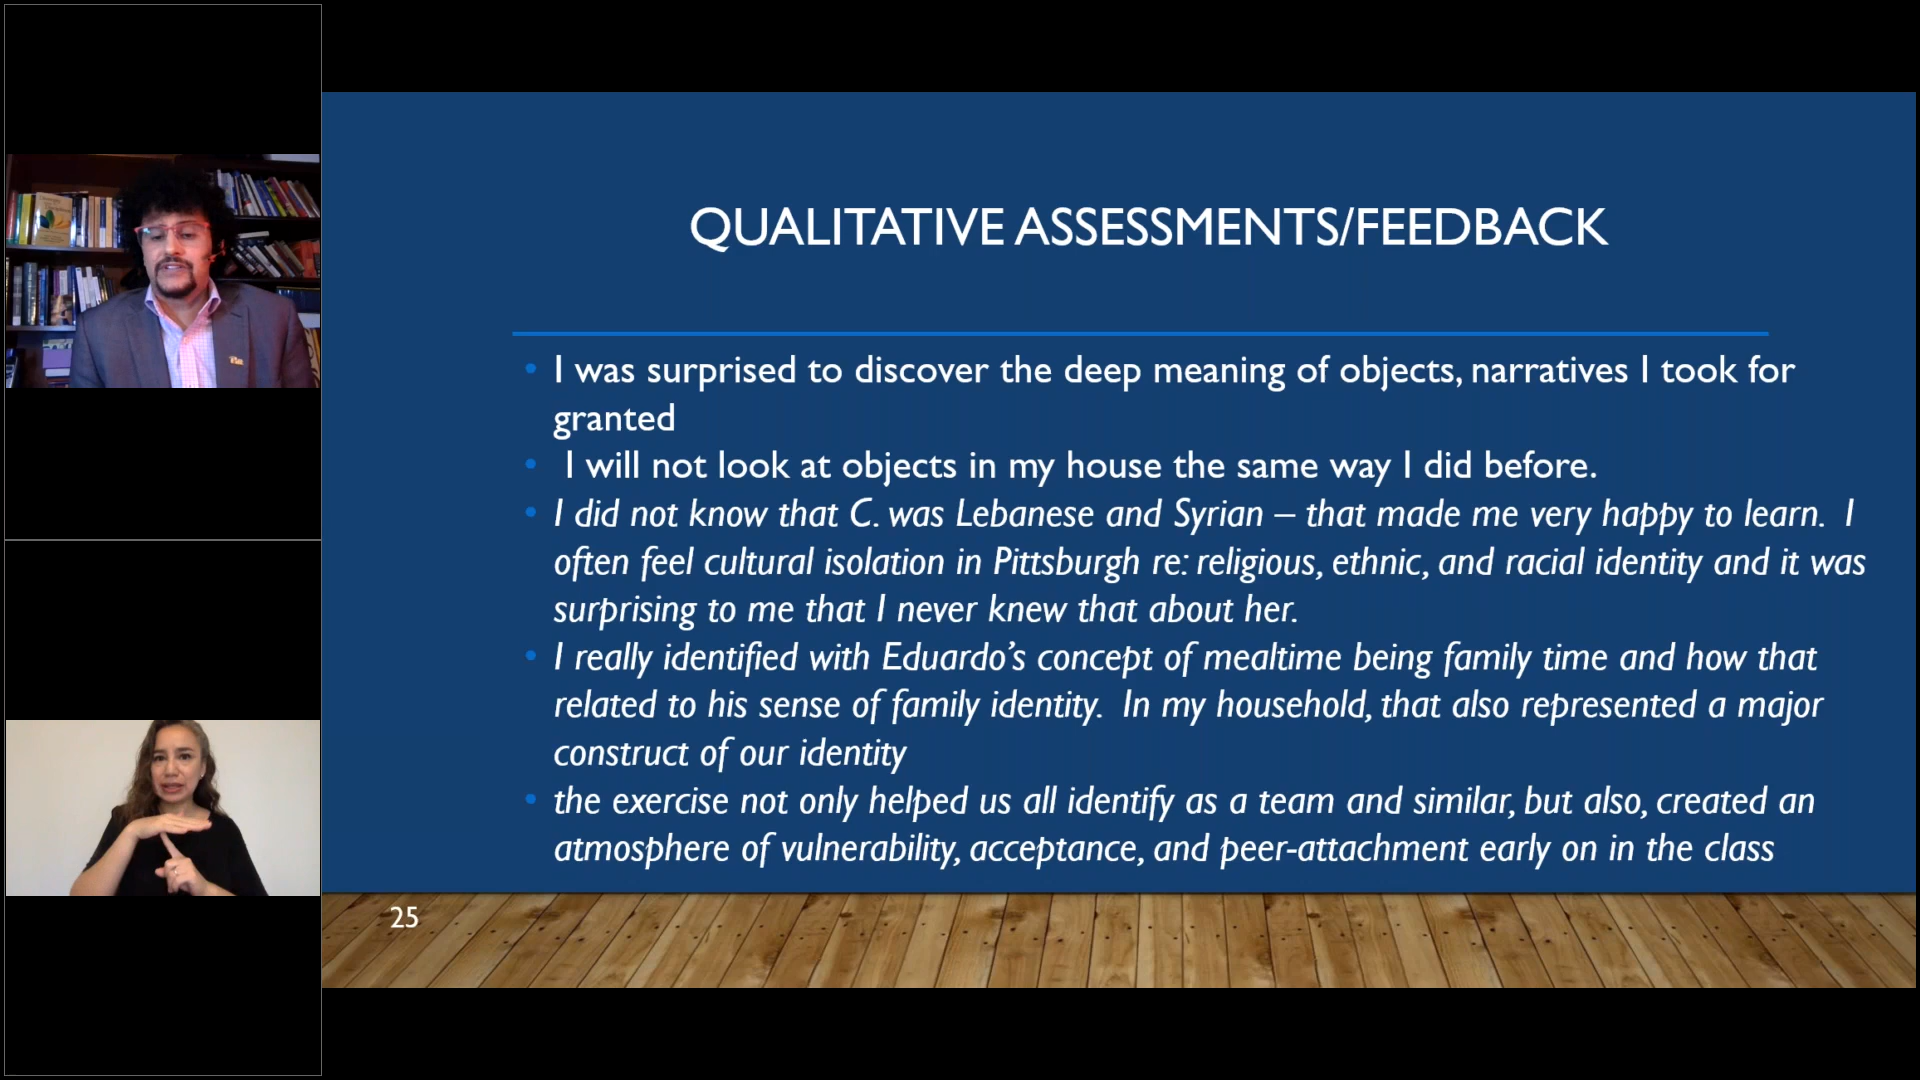 QUALITATIVE ASSESSMENTS/FEEDBACK
• I was surprised to discover the deep meaning of objects, narratives I took for
granted
• I will not look at objects in my house the same way I did before.
• I did not know that C. was Lebanese and Syrian – that made me very happy to learn. I
often feel cultural isolation in Pittsburgh re: religious, ethnic, and racial identity and it was
surprising to me that I never knew that about her.
• I really identified with Eduardo’s concept of mealtime being family time and how that
related to his sense of family identity. In my household, that also represented a major
construct of our identity
• the exercise not only helped us all identify as a team and similar, but also, created an
atmosphere of vulnerability, acceptance, and peer-attachment early on in the class
25